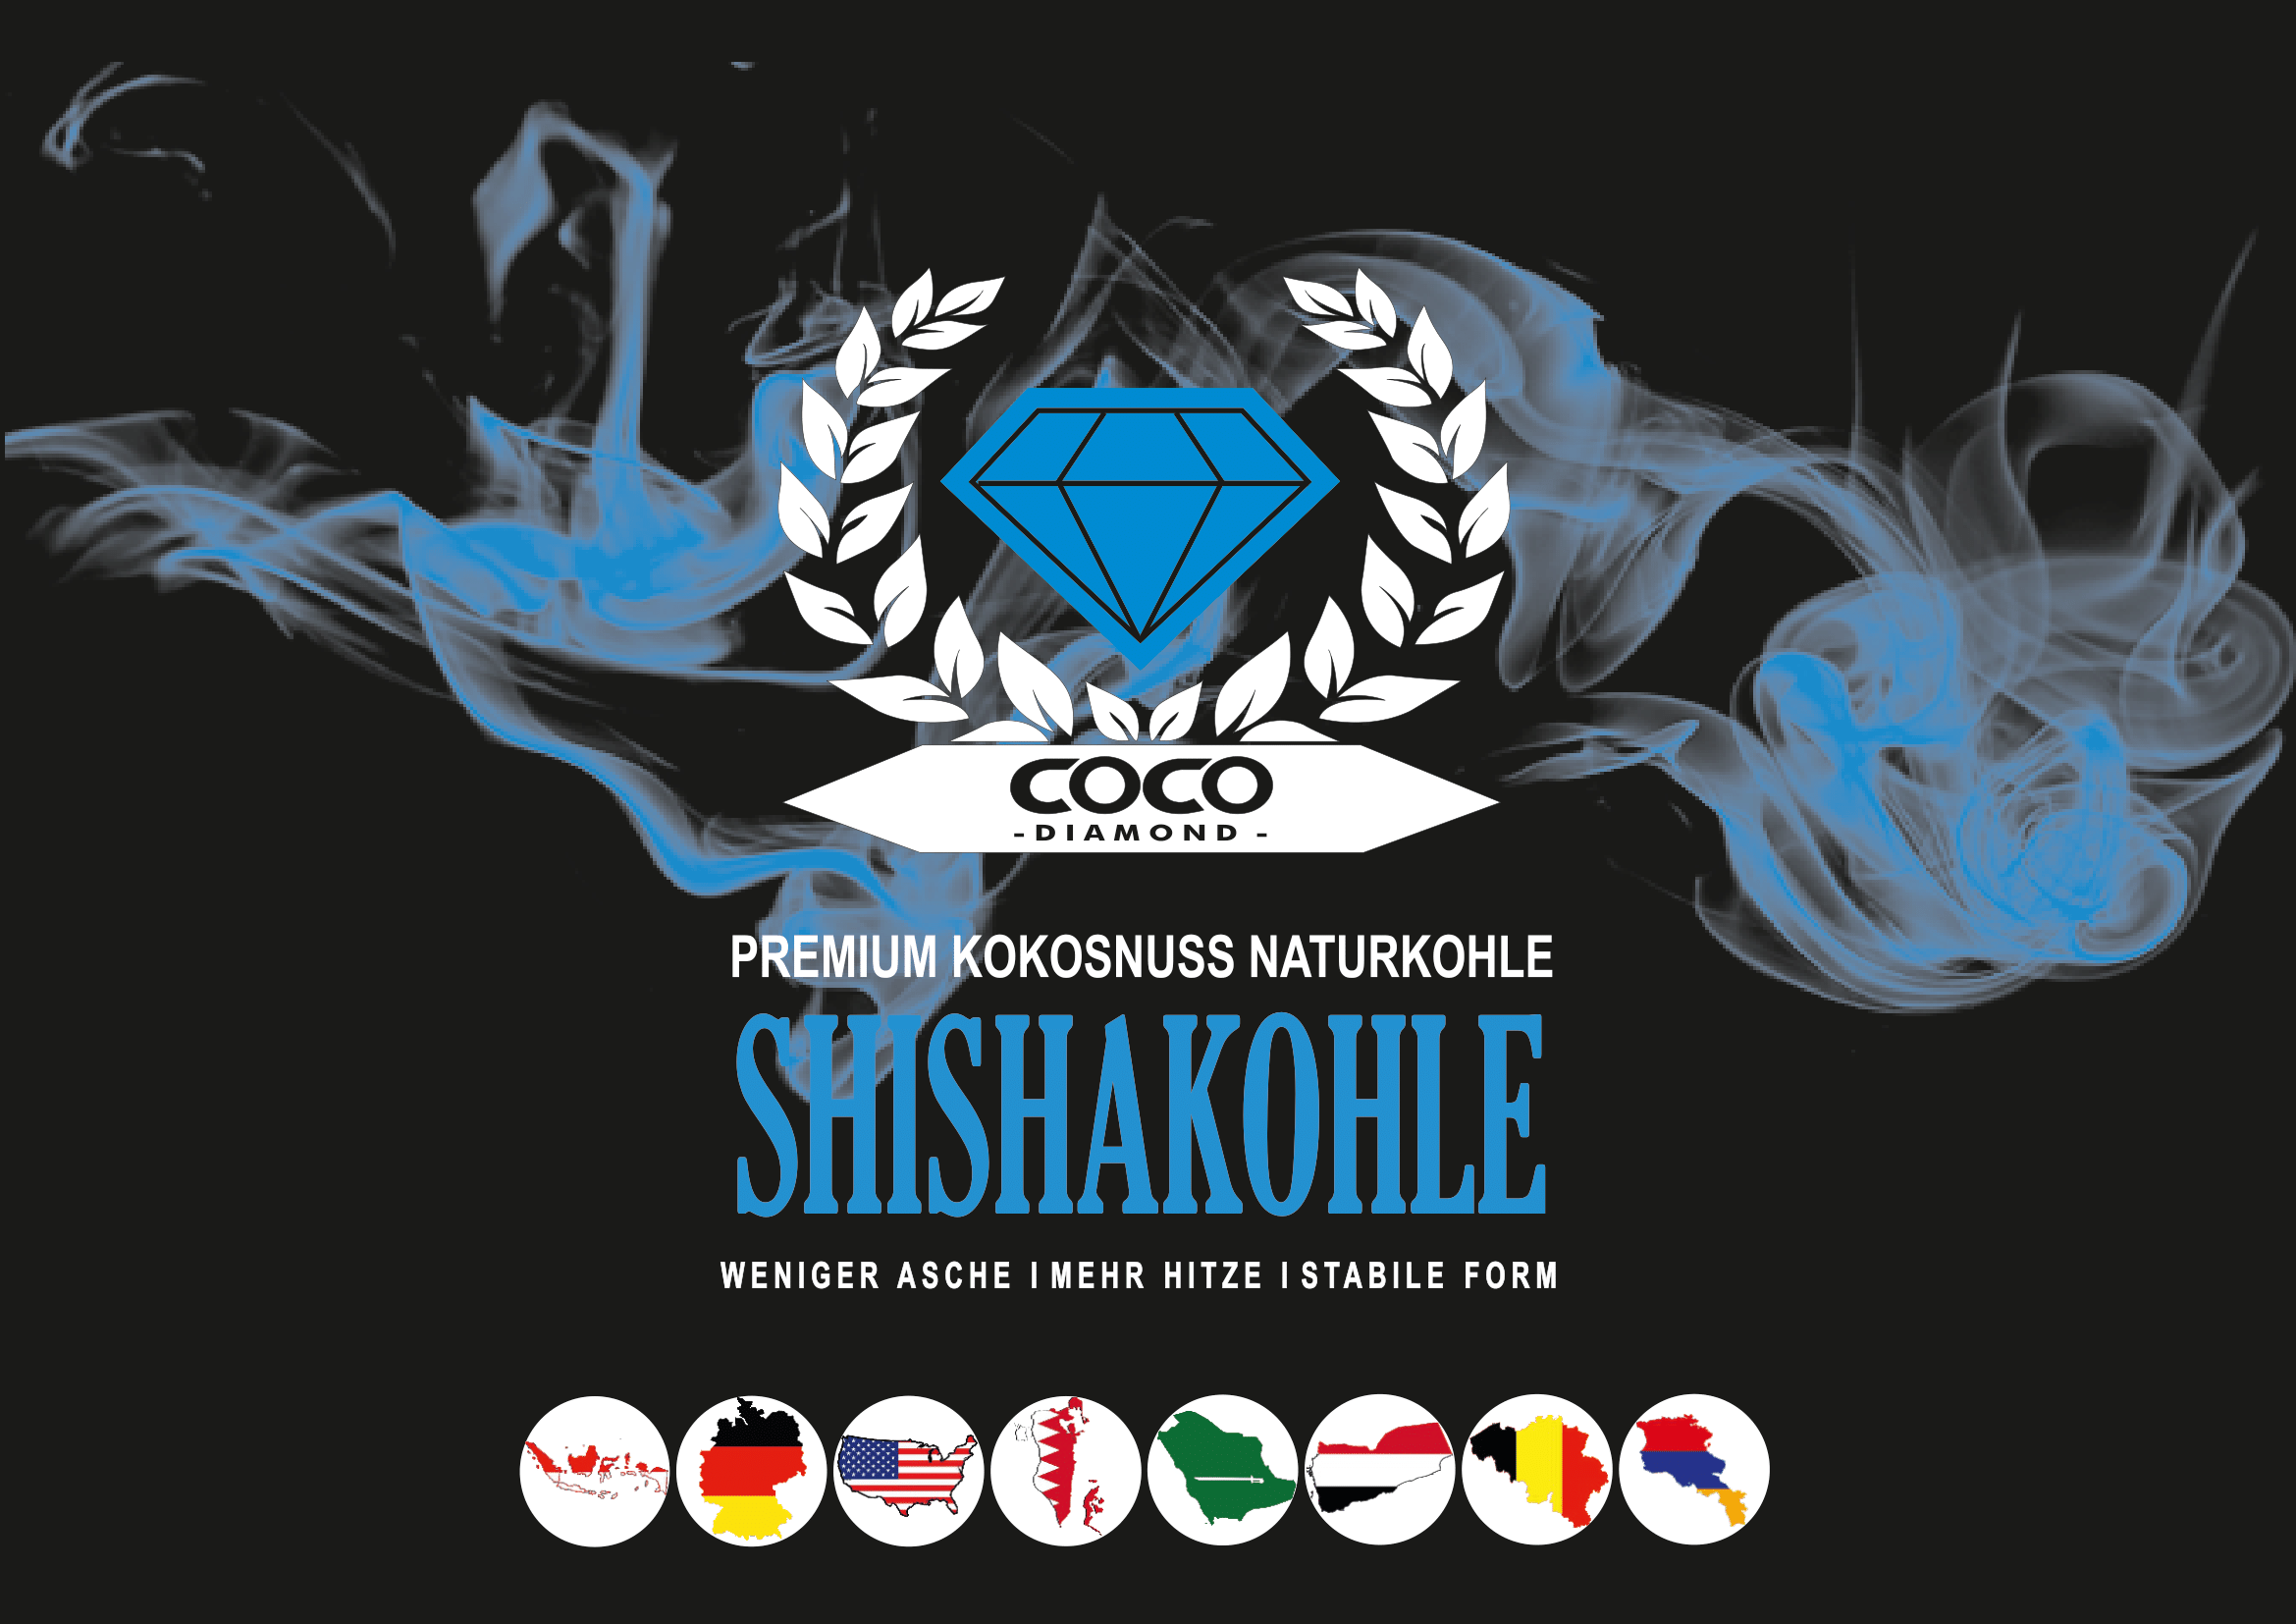 COCO
- DIAMOND -
PREMIUM KOKOSNUSS NATURKOHLE
SHISHAKOHLE
WENIGER ASCHE | MEHR HITZE | STABILE FORM